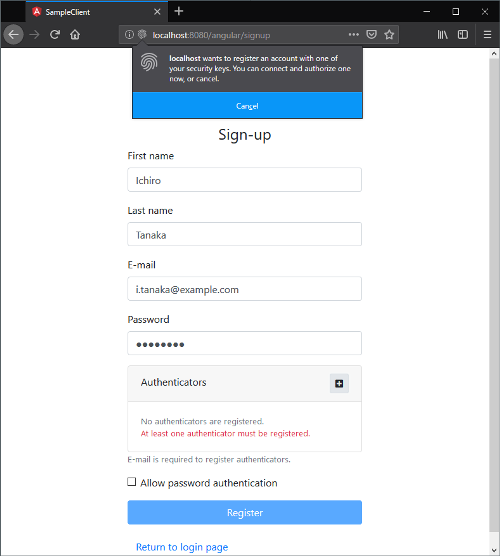 SampleClient
localhost:8080/angular/signup
localhost wants to register an account with one of
your security keys. You can connect and authorize one
now, or cancel.
Cancel
Sign-up
First name
Ichiro
Last name
Tanaka
E-mail
i.tanaka@example.com
Password
●●●●●●●●
Authenticators
No authenticators are registered.
At least one authenticator must be registered.
E-mail is required to register authenticators.
Allow password authentication
Register
Return to login page